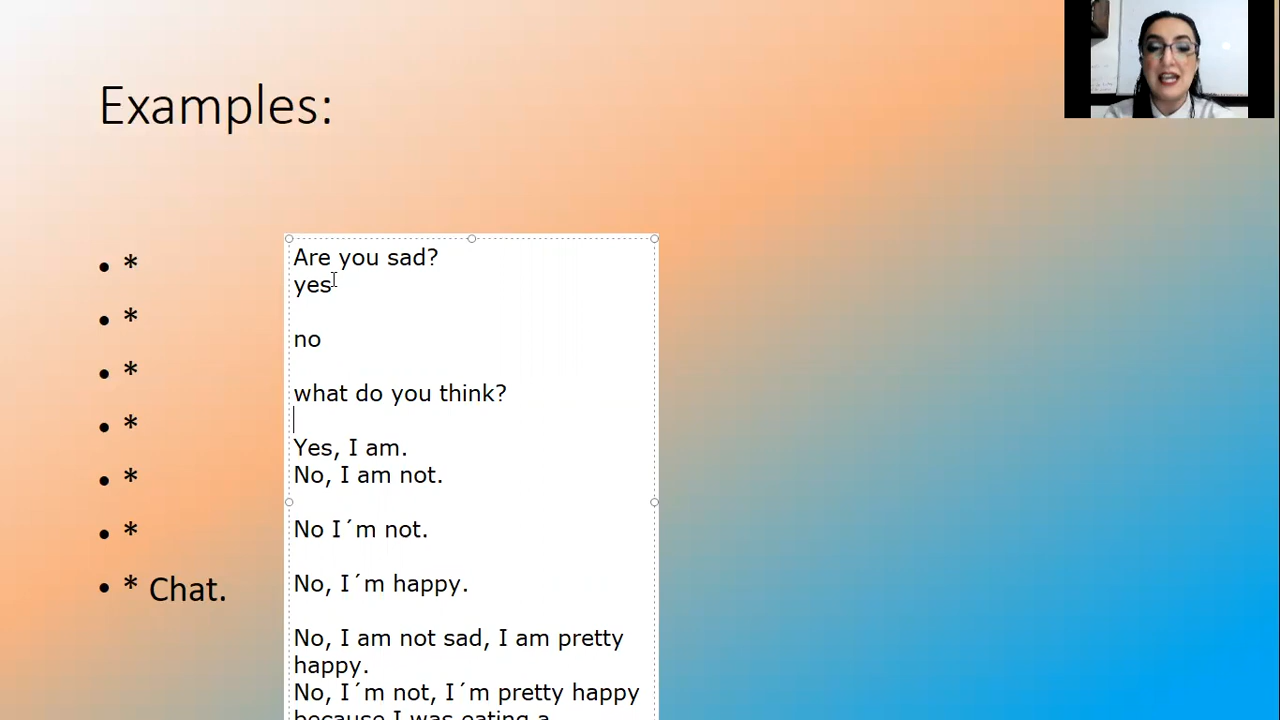 Examples:
• *
• *
• *
• *
• *
• *
• * Chat.
Are you sad?
yes
no
what do you think?
Yes, I am.
No, I am not.
No I´m not.
No, I´m happy.
No, I am not sad, I am pretty
happy.
No, I´m not, I´m pretty happy
because I was eating a